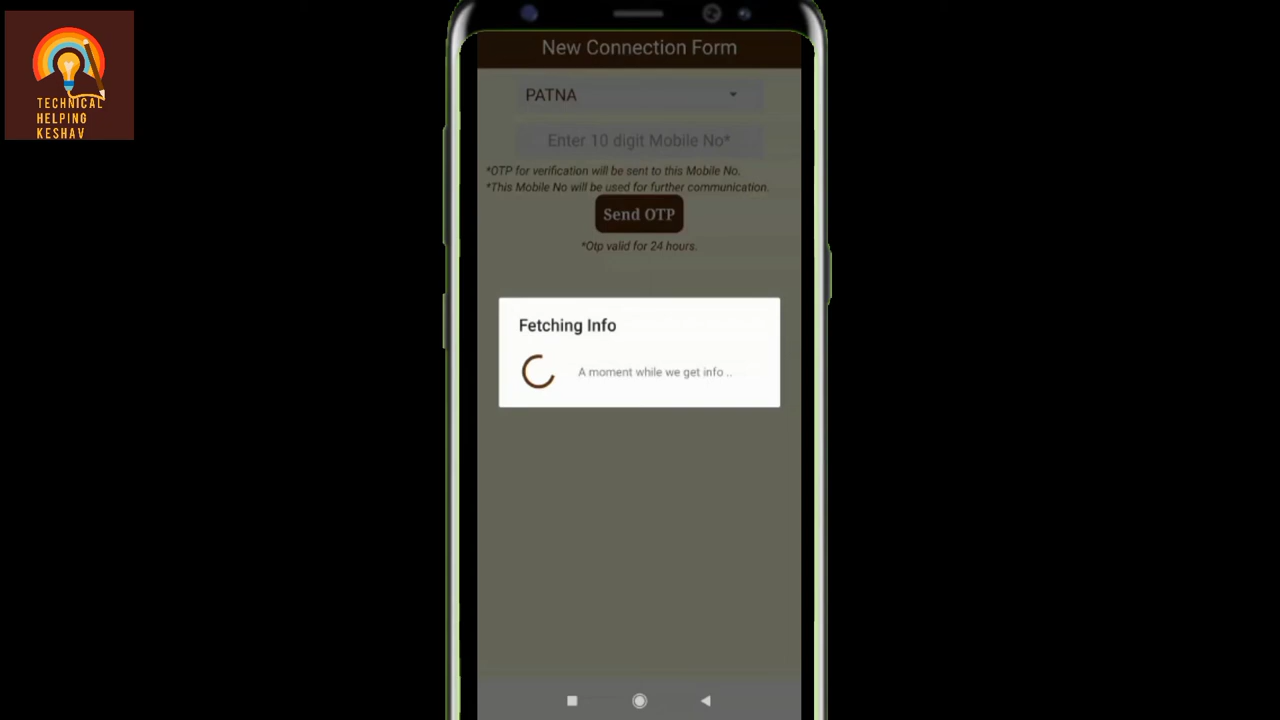 TECHNICAL
HELPING
KESHAV
New Connection Form
PATNA
Enter 10 digit Mobile No*
*OTP for verification will be sent to this Mobile No.
*This Mobile No will be used for further communication.
Send OTP
*Otp valid for 24 hours.
Fetching Info
A moment while we get info ..